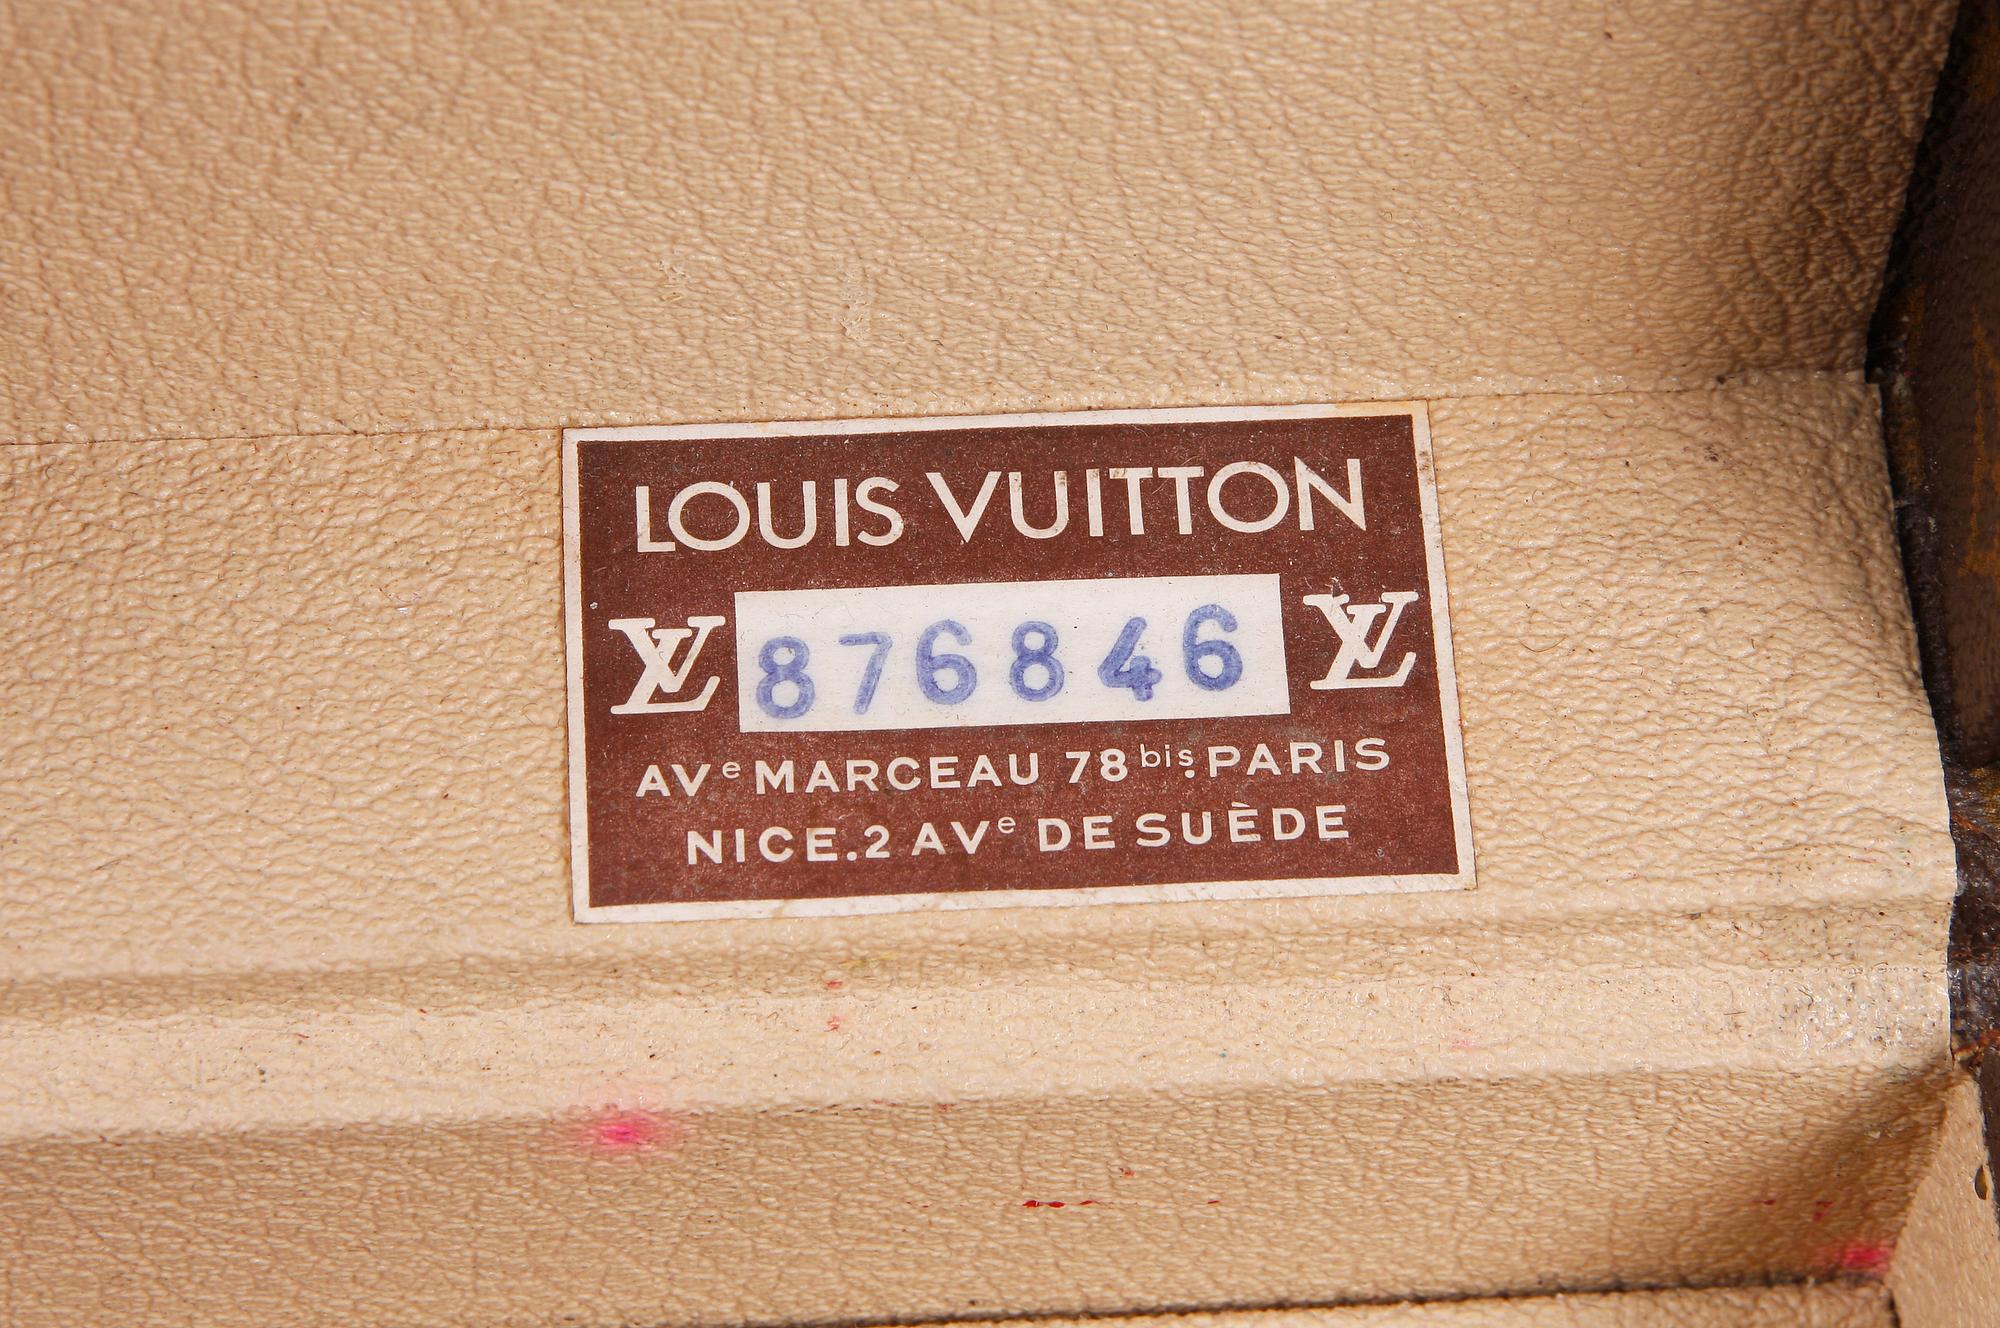 LOUIS VUITTON
LV 876846 LV
AVe MARCEAU 78 bis. PARIS
NICE. 2 AVe DE SUÈDE